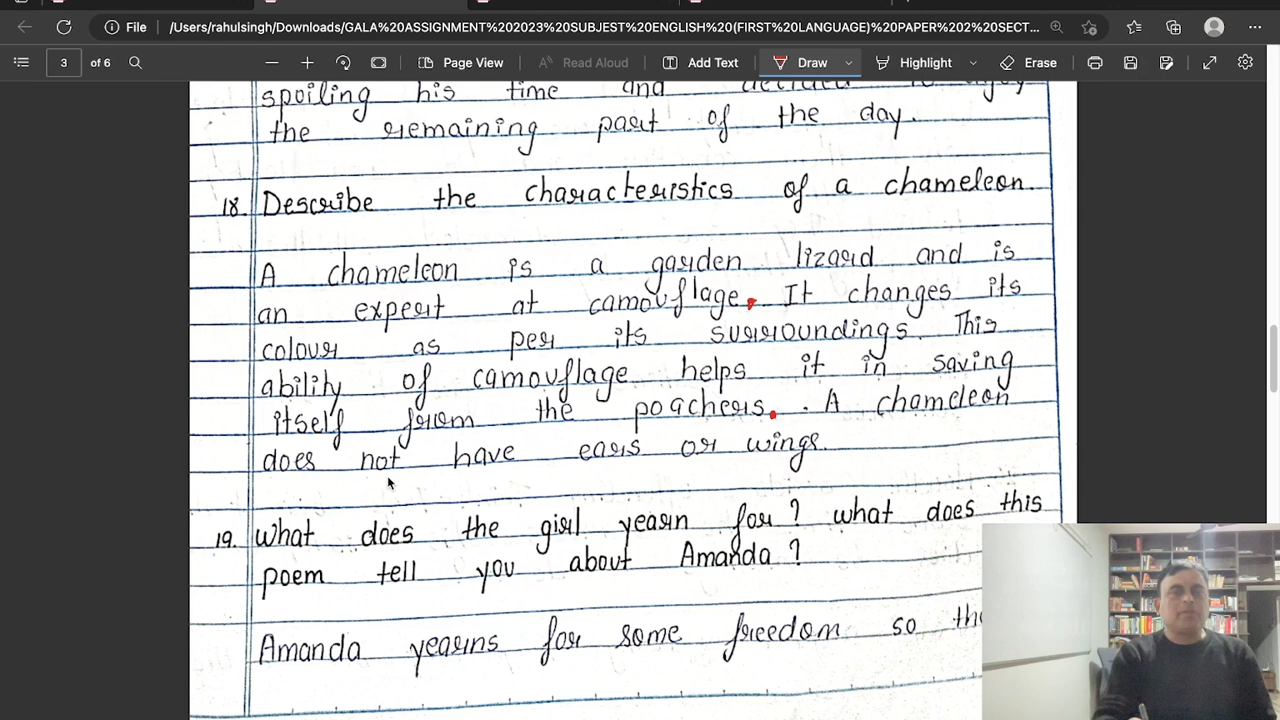 File /Users/rahulsingh/Downloads/GALA%20ASSIGNMENT%202023%20SUBJEST%20ENGLISH%20(FIRST%20LANGUAGE)%20PAPER%202%20SECT...
3 of 6 Page View Read Aloud Add Text Draw Highlight Erase
spoiling his time and decided to enjoy
the remaining part of the day.
18. Describe the characteristics of a chameleon.
A chameleon is a garden lizard and is
an expert at camouflage. It changes its
colour as per its surroundings. This
ability of camouflage helps it in saving
itself from the poachers. . A chameleon
does not have ears or wings.
19. What does the girl yearn for? what does this
poem tell you about Amanda?
Amanda yearns for some freedom so